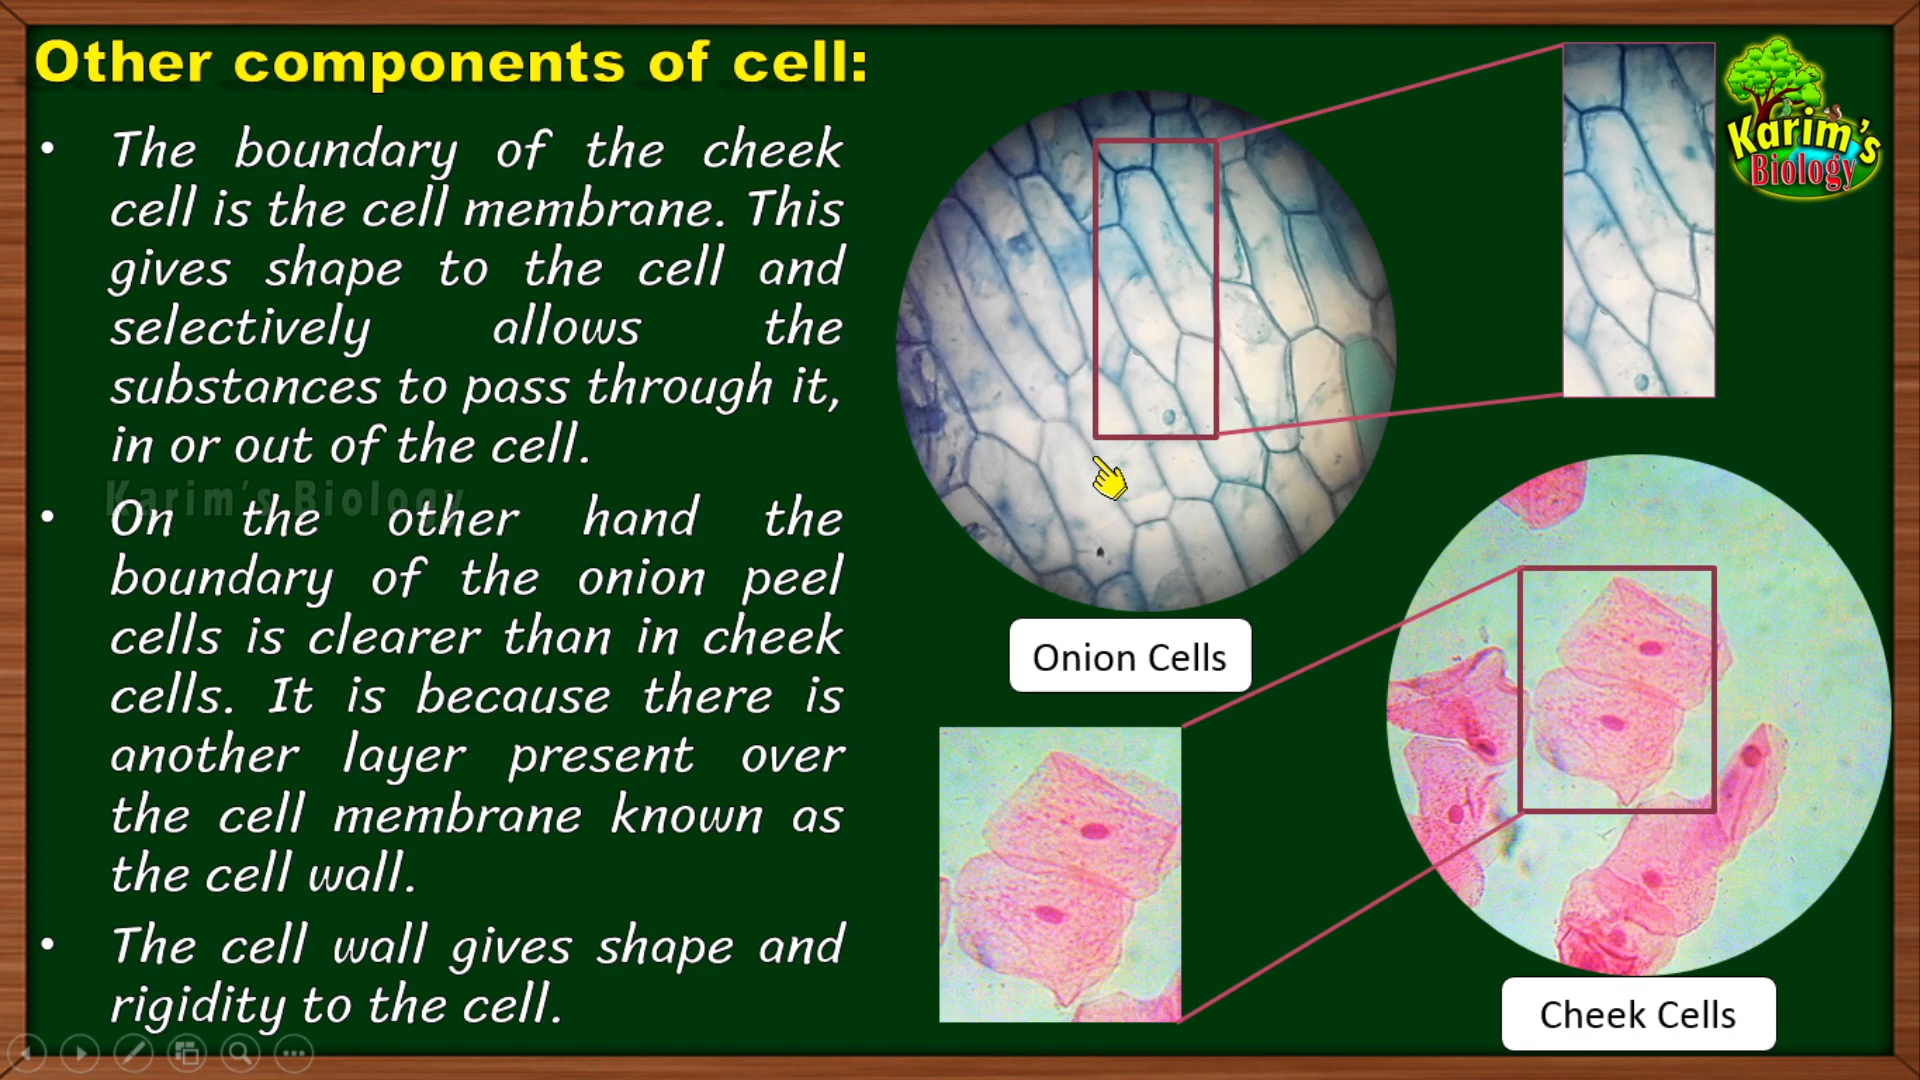 Other components of cell:
• The boundary of the cheek
cell is the cell membrane. This
gives shape to the cell and
selectively allows the
substances to pass through it,
in or out of the cell.
Karim's Biology
• On the other hand the
boundary of the onion peel
cells is clearer than in cheek
cells. It is because there is
another layer present over
the cell membrane known as
the cell wall.
• The cell wall gives shape and
rigidity to the cell.
Karim's
Biology
Onion Cells
Cheek Cells